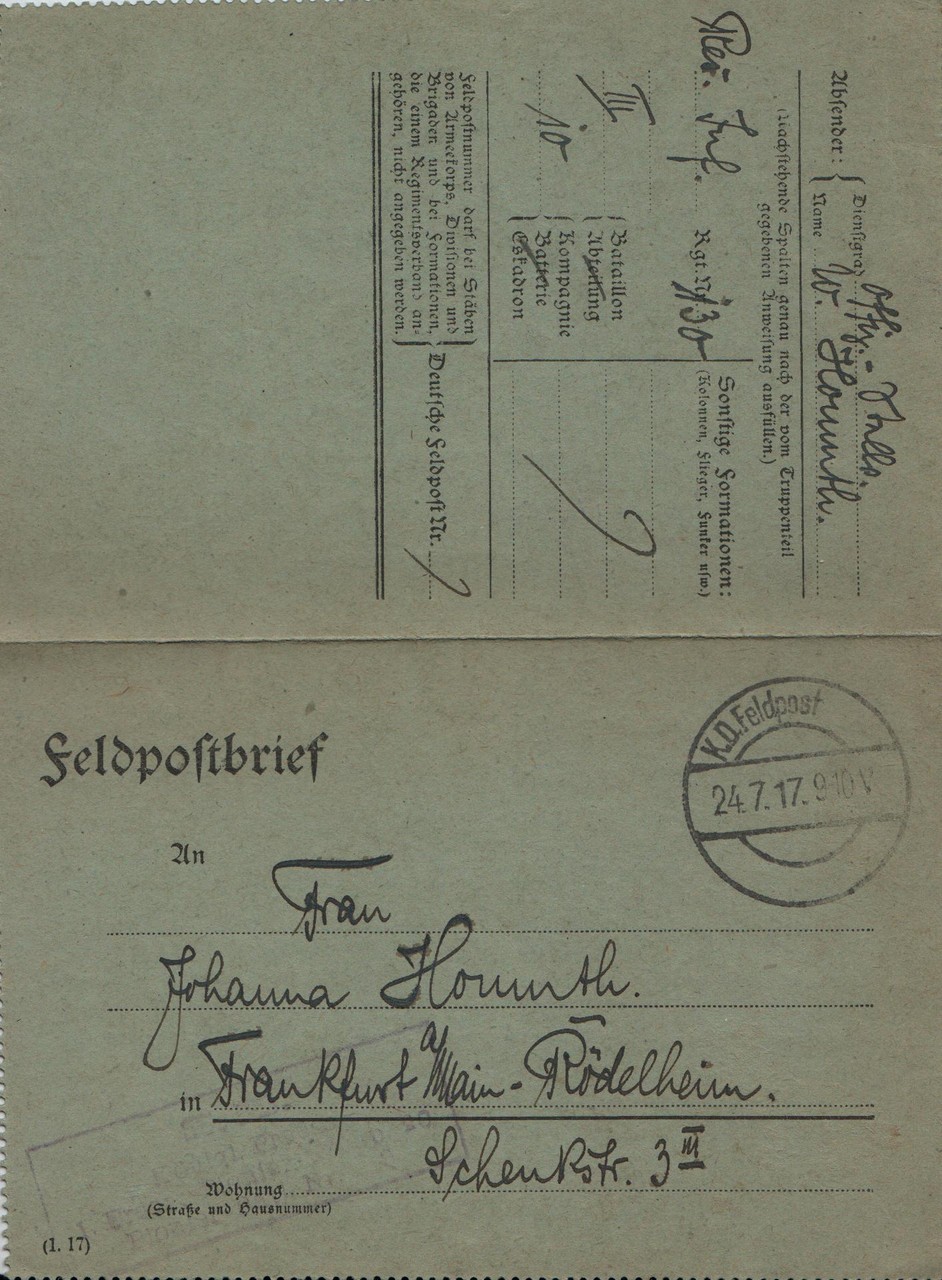 Absender:
Dienstgrad Offz.-Stellv.
Name W.
(Nachstehende Spalten genau nach der vom Truppenteil
gegebenen Anweisung ausfüllen.)
Res. Inf. Rgt. Nr. 130
III
Bataillon
Abteilung
10
Kompagnie
Batterie
Eskadron
Sonstige Formationen:
(Kolonnen, Flieger, Funker usw.)
Feldpostnummer darf bei Stäben
von Armeekorps, Divisionen und
Brigaden und bei Formationen,
die einem Regimentsverband an-
gehören, nicht angegeben werden.
Deutsche Feldpost Nr.
K.D. Feldpost
24.7.17. 9-10 V
Feldpostbrief
An
Frau
Johanna
in Frankfurt a/Main-Rödelheim.
Schenkstr. 3 III
Wohnung
(Straße und Hausnummer)
(1. 17)